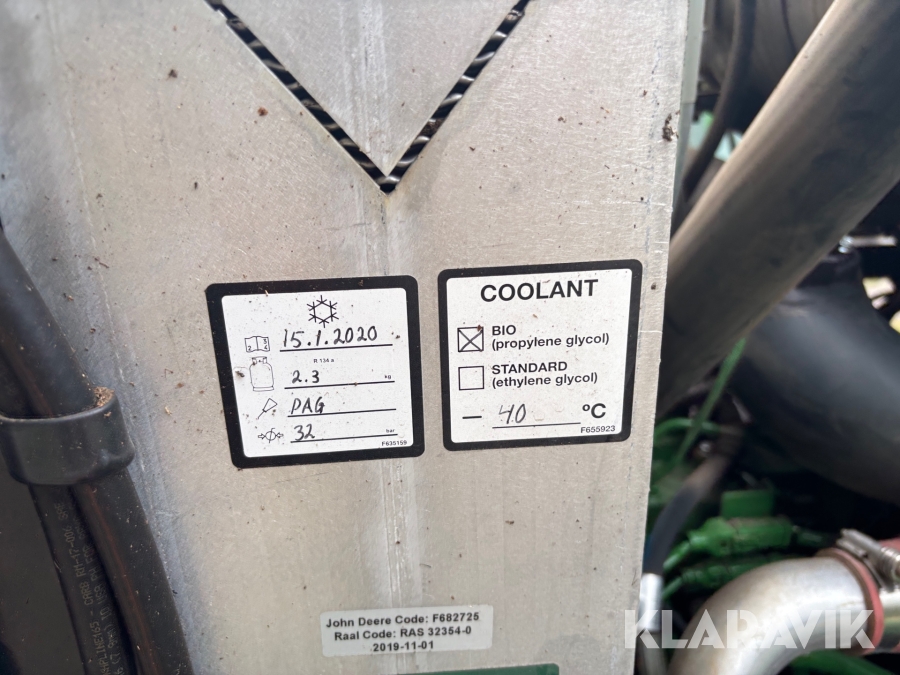 15.1.2020
R 134 a
2.3 kg
PAG
32 bar
F635159
COOLANT
BIO
(propylene glycol)
STANDARD
(ethylene glycol)
– 40 ºC
F655923
John Deere Code: F682725
Raal Code: RAS 32354-0
2019-11-01
KLARAVIK